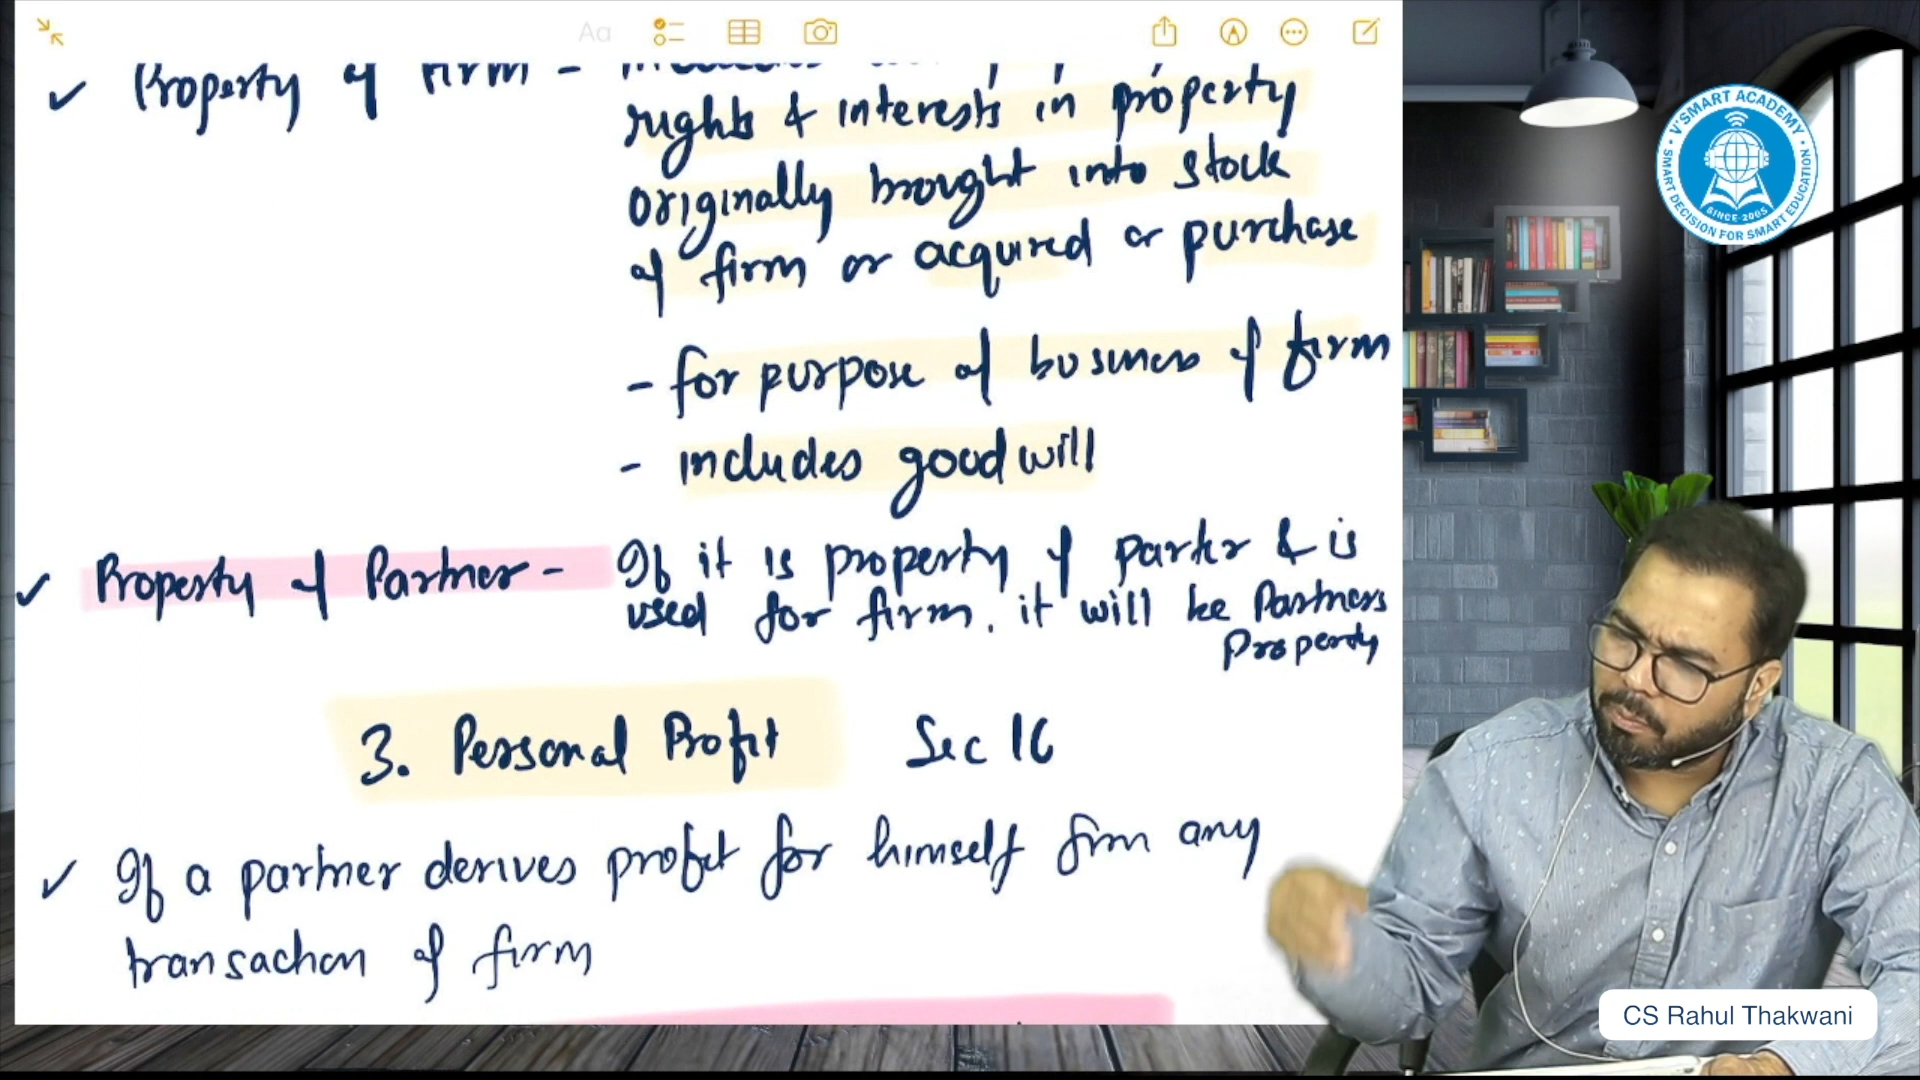 Property of Firm -
rights & interests in property
originally brought into stock
of firm or acquired or purchase
- for purpose of business of firm
- includes goodwill
Property of Partner - If it is property of parter & is
used for firm. it will be Partners
Property
3. Personal Profit Sec 16
If a partner derives profit for himself from any
transaction of firm
Aa
V'SMART ACADEMY
SMART DECISION FOR SMART EDUCATION
SINCE-2005
CS Rahul Thakwani